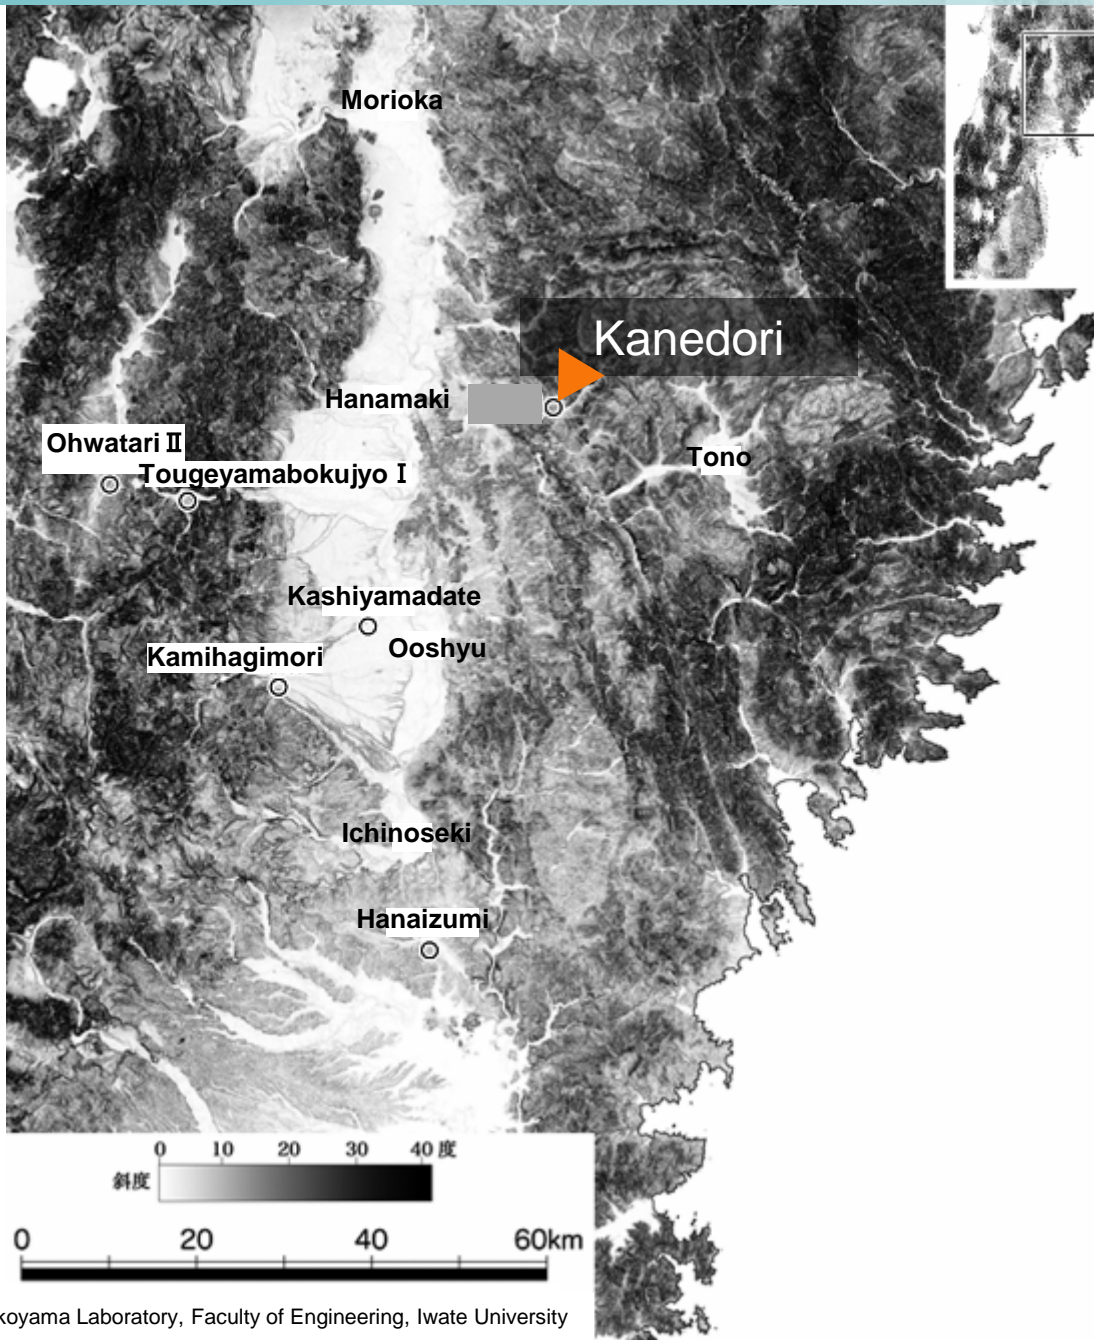 Morioka
Kanedori
Hanamaki
Ohwatari Ⅱ
Tono
Tougeyamabokujyo Ⅰ
Kashiyamadate
Ooshyu
Kamihagimori
Ichinoseki
Hanaizumi
0 10 20 30 40 度
斜度
0 20 40 60km
koyama Laboratory, Faculty of Engineering, Iwate University